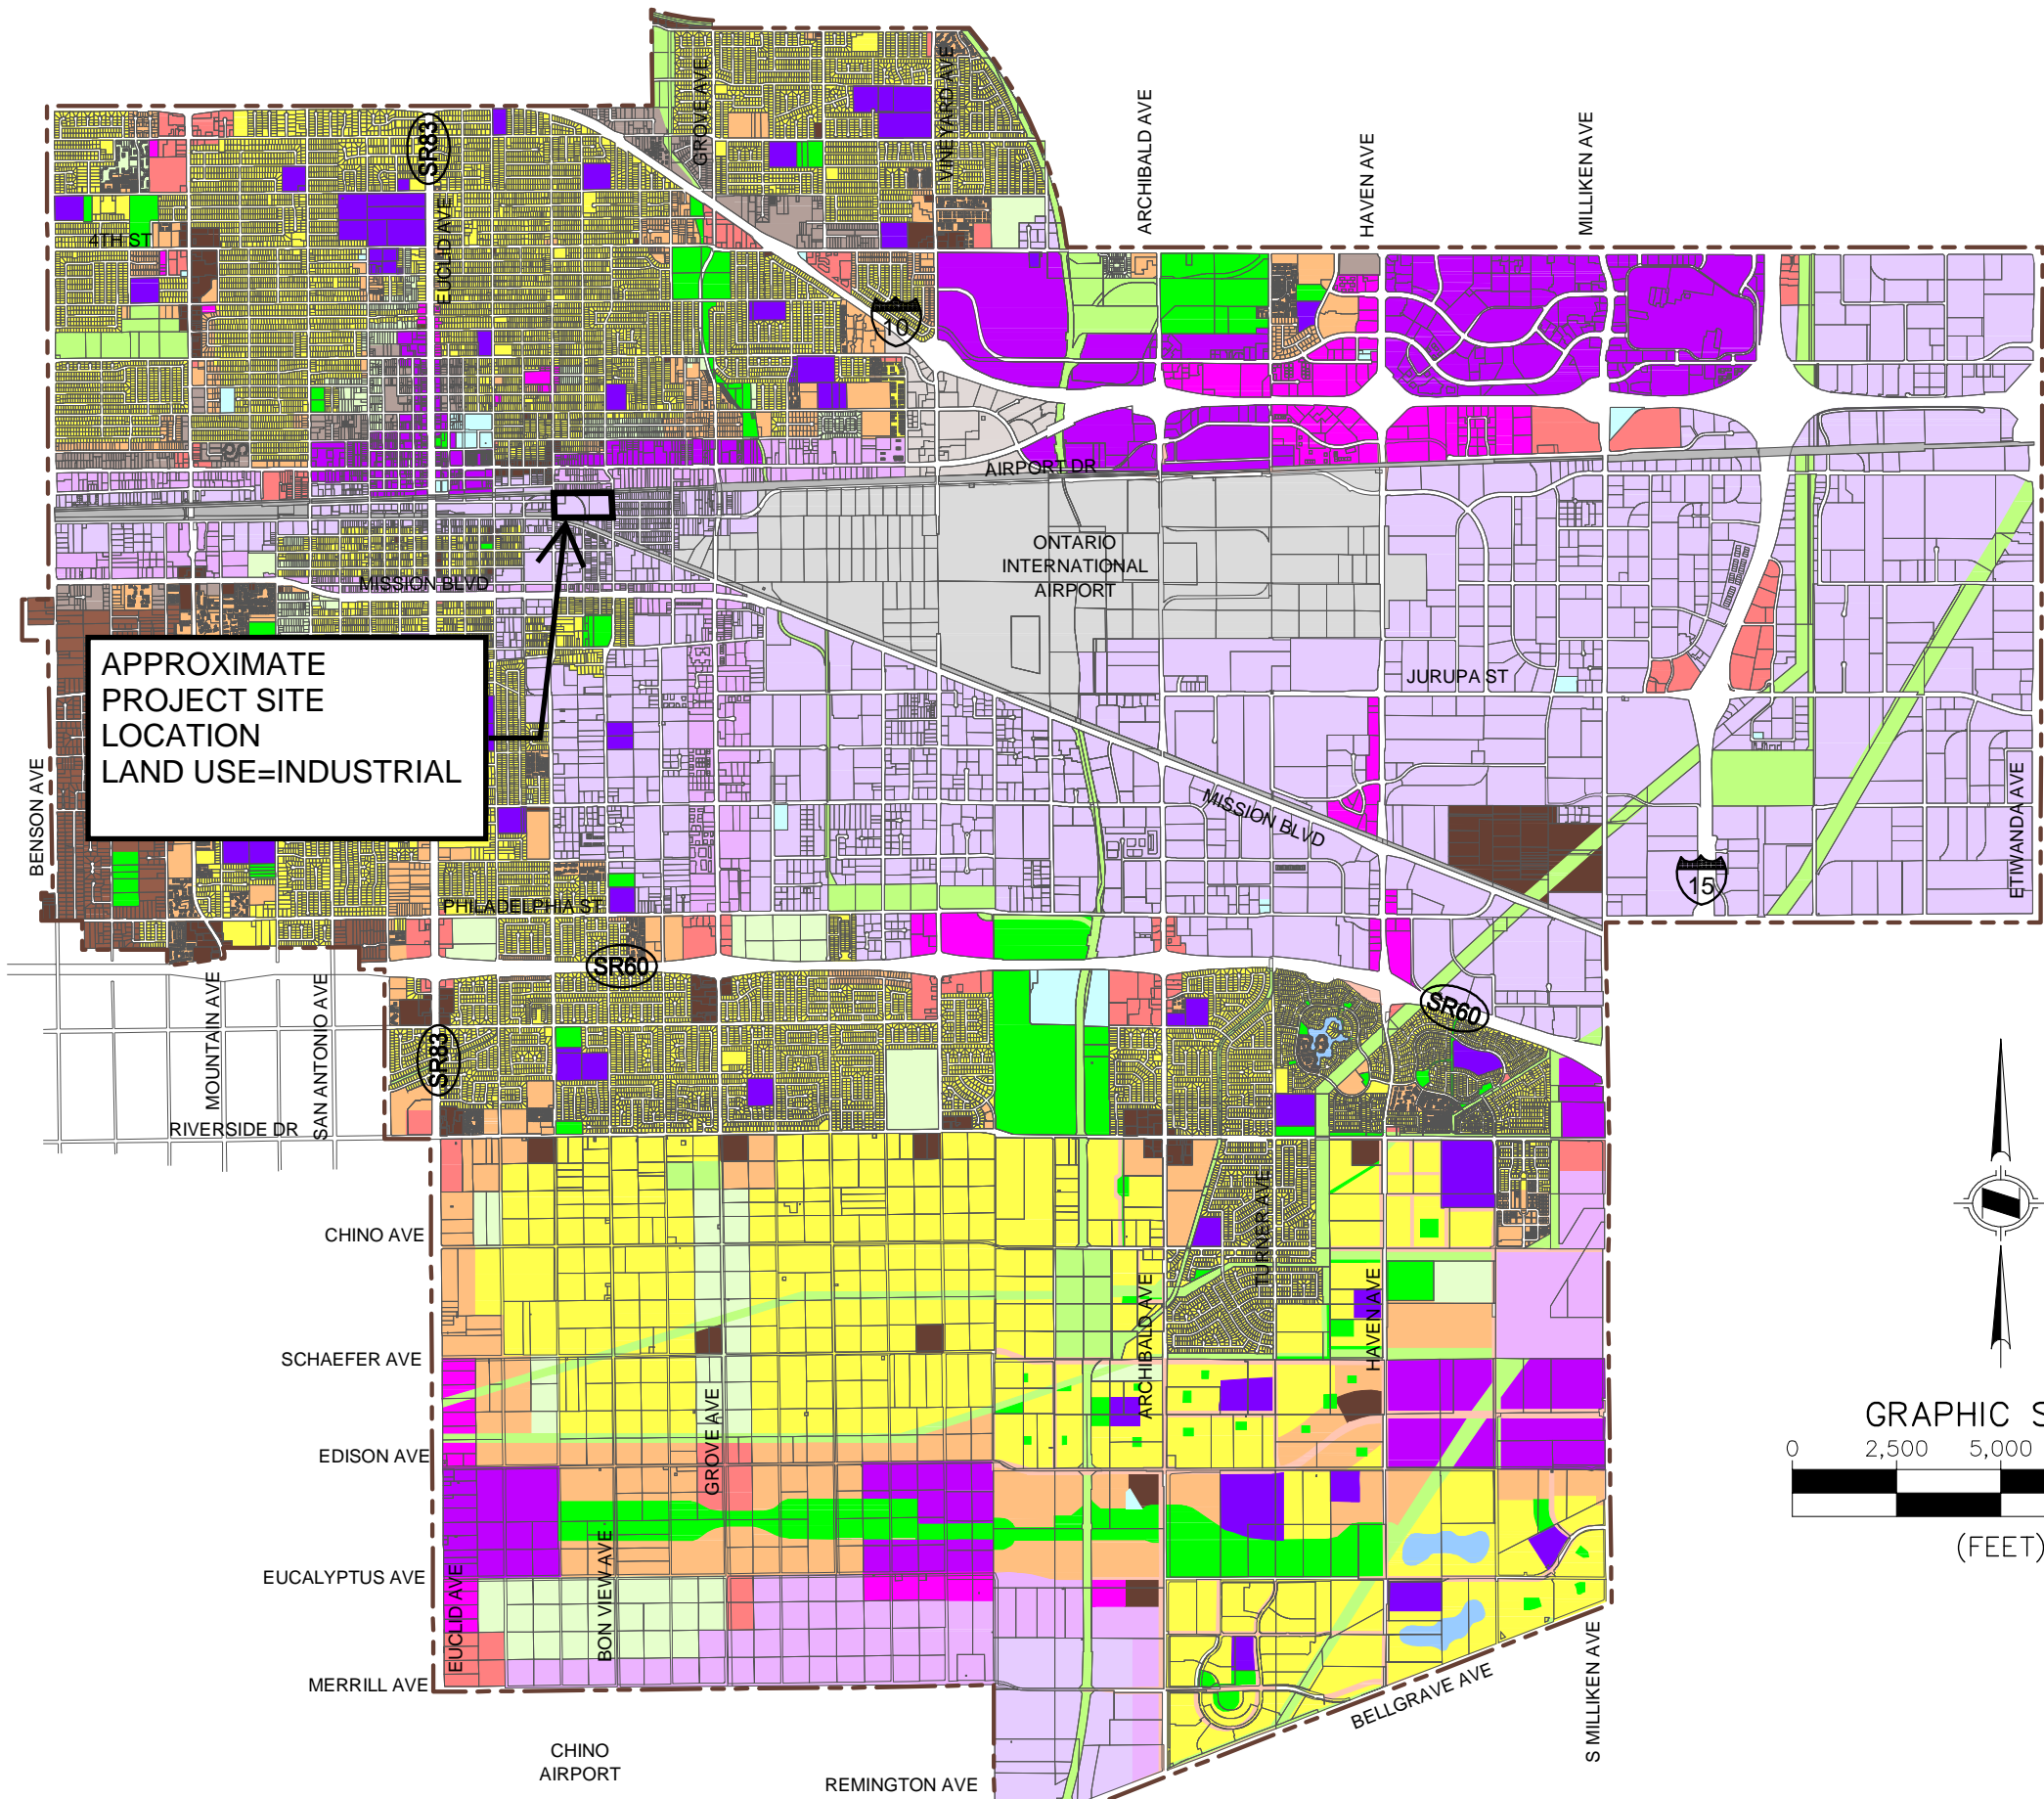 GROVE AVE
VINEYARD AVE
ARCHIBALD AVE
HAVEN AVE
MILLIKEN AVE
SR83
EUCLID AVE
4TH ST
10
AIRPORT DR
ONTARIO
INTERNATIONAL
AIRPORT
MISSION BLVD
APPROXIMATE
PROJECT SITE
LOCATION
LAND USE=INDUSTRIAL
JURUPA ST
BENSON AVE
MISSION BLVD
ETIWANDA AVE
15
PHILADELPHIA ST
SR60
SR60
MOUNTAIN AVE
SAN ANTONIO AVE
SR83
RIVERSIDE DR
CHINO AVE
TURNER AVE
SCHAEFER AVE
ARCHIBALD AVE
HAVEN AVE
GROVE AVE
EDISON AVE
GRAPHIC S
0 2,500 5,000
(FEET)
EUCALYPTUS AVE
EUCLID AVE
BON VIEW AVE
MERRILL AVE
S MILLIKEN AVE
BELLGRAVE AVE
CHINO
AIRPORT
REMINGTON AVE